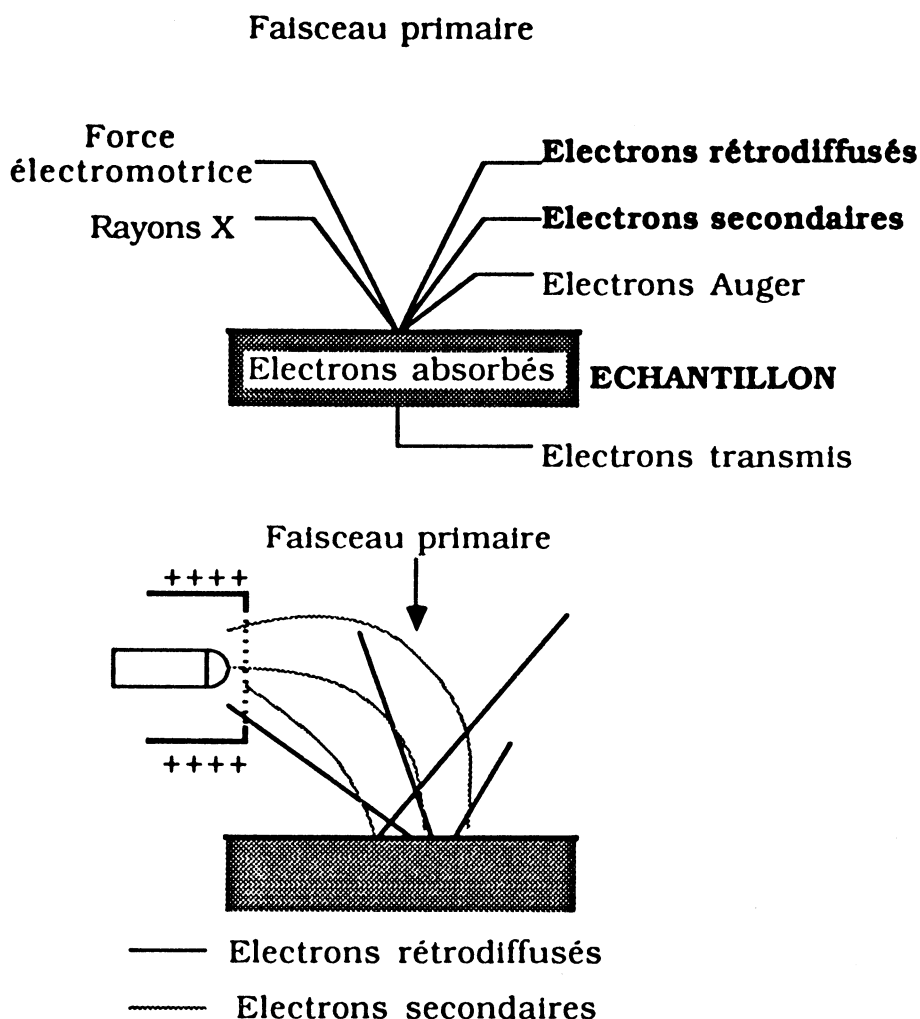 Faisceau primaire
Force
électromotrice
Electrons rétrodiffusés
Rayons X
Electrons secondaires
Electrons Auger
Electrons absorbés
ECHANTILLON
Electrons transmis
Faisceau primaire
++++
++++
Electrons rétrodiffusés
Electrons secondaires